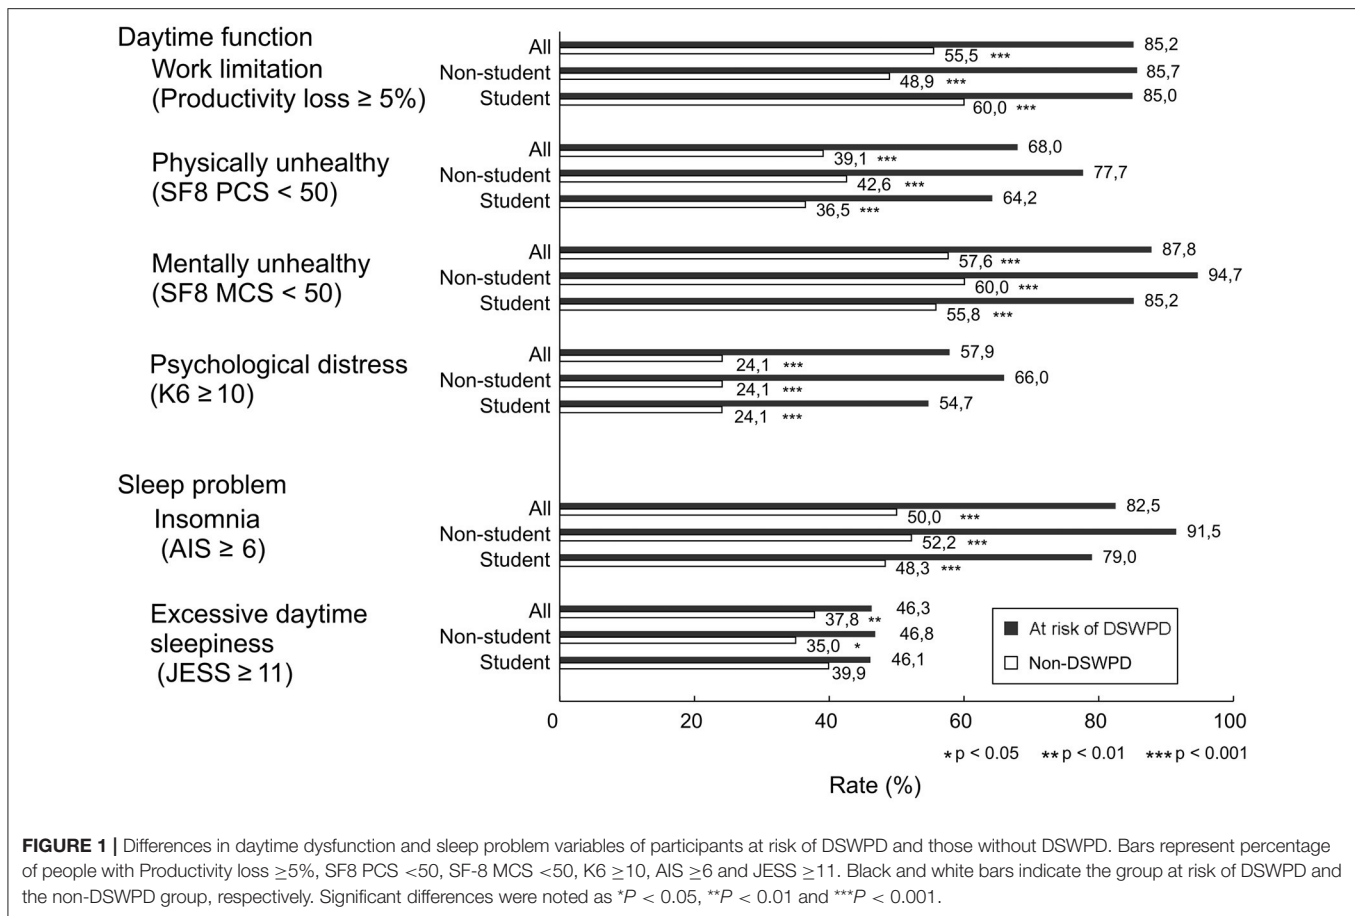 Daytime function
Work limitation
(Productivity loss ≥ 5%)
All 85,2
55,5 ***
Non-student 85,7
48,9 ***
Student 85,0
60,0 ***
Physically unhealthy
(SF8 PCS < 50)
All 68,0
39,1 ***
Non-student 77,7
42,6 ***
Student 64,2
36,5 ***
Mentally unhealthy
(SF8 MCS < 50)
All 87,8
57,6 ***
Non-student 94,7
60,0 ***
Student 85,2
55,8 ***
Psychological distress
(K6 ≥ 10)
All 57,9
24,1 ***
Non-student 66,0
24,1 ***
Student 54,7
24,1 ***
Sleep problem
Insomnia
(AIS ≥ 6)
All 82,5
50,0 ***
Non-student 91,5
52,2 ***
Student 79,0
48,3 ***
Excessive daytime
sleepiness
(JESS ≥ 11)
All 46,3
37,8 **
Non-student 46,8
35,0 *
Student 46,1
39,9
At risk of DSWPD
Non-DSWPD
0 20 40 60 80 100
* p < 0.05 ** p < 0.01 *** p < 0.001
Rate (%)
FIGURE 1 | Differences in daytime dysfunction and sleep problem variables of participants at risk of DSWPD and those without DSWPD. Bars represent percentage
of people with Productivity loss ≥5%, SF8 PCS <50, SF-8 MCS <50, K6 ≥10, AIS ≥6 and JESS ≥11. Black and white bars indicate the group at risk of DSWPD and
the non-DSWPD group, respectively. Significant differences were noted as *P < 0.05, **P < 0.01 and ***P < 0.001.